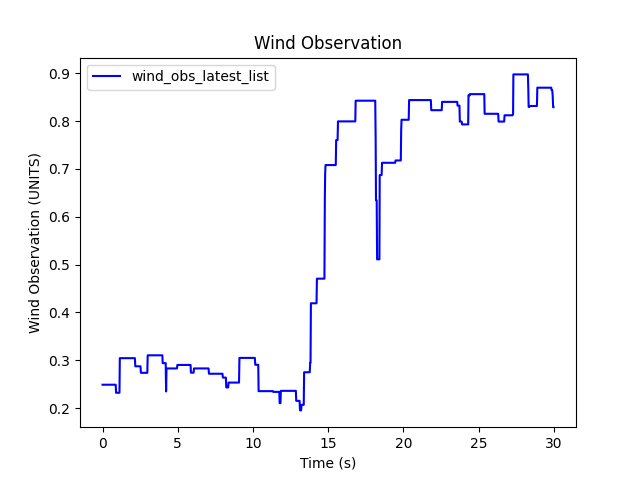 Wind Observation
wind_obs_latest_list
Wind Observation (UNITS)
0.9
0.8
0.7
0.6
0.5
0.4
0.3
0.2
0 5 10 15 20 25 30
Time (s)